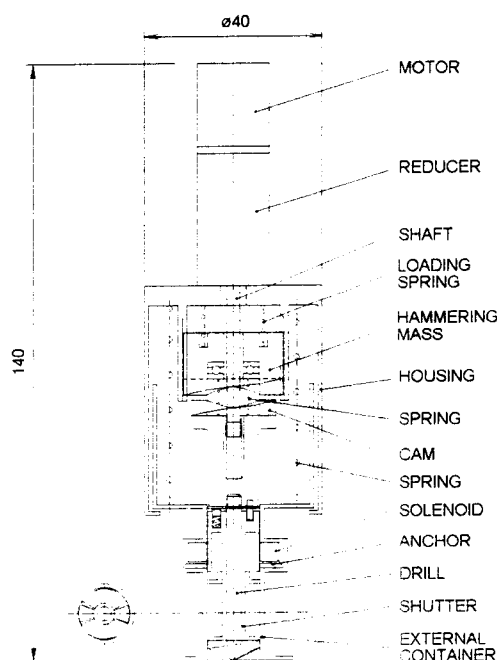 ø40
140
MOTOR
REDUCER
SHAFT
LOADING
SPRING
HAMMERING
MASS
HOUSING
SPRING
CAM
SPRING
SOLENOID
ANCHOR
DRILL
SHUTTER
EXTERNAL
CONTAINER